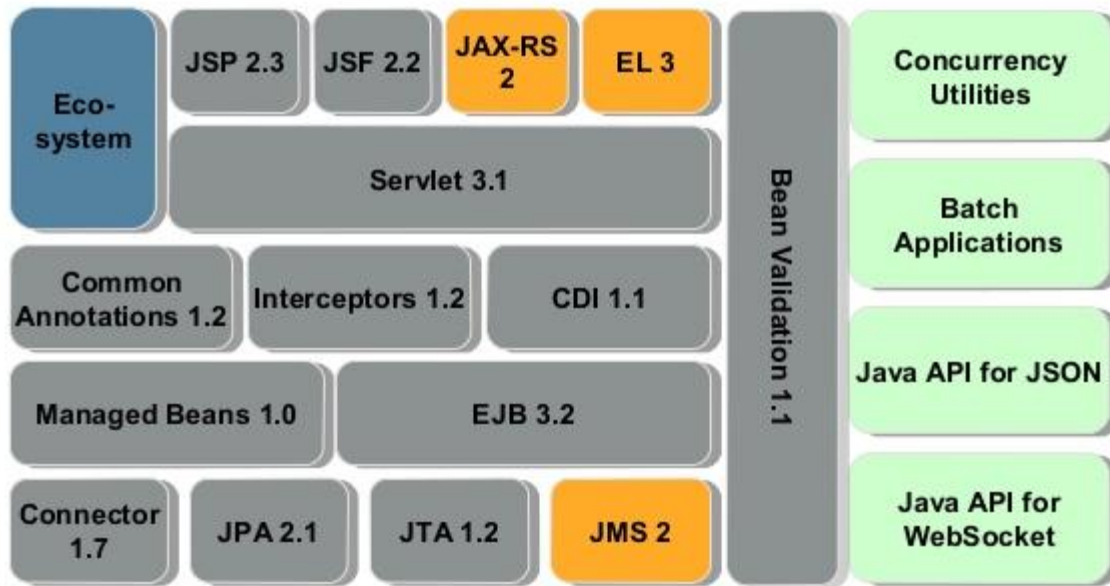 Eco-
system
JSP 2.3
JSF 2.2
JAX-RS
2
EL 3
Servlet 3.1
Common
Annotations 1.2
Interceptors 1.2
CDI 1.1
Managed Beans 1.0
EJB 3.2
Connector
1.7
JPA 2.1
JTA 1.2
JMS 2
Bean Validation 1.1
Concurrency
Utilities
Batch
Applications
Java API for JSON
Java API for
WebSocket